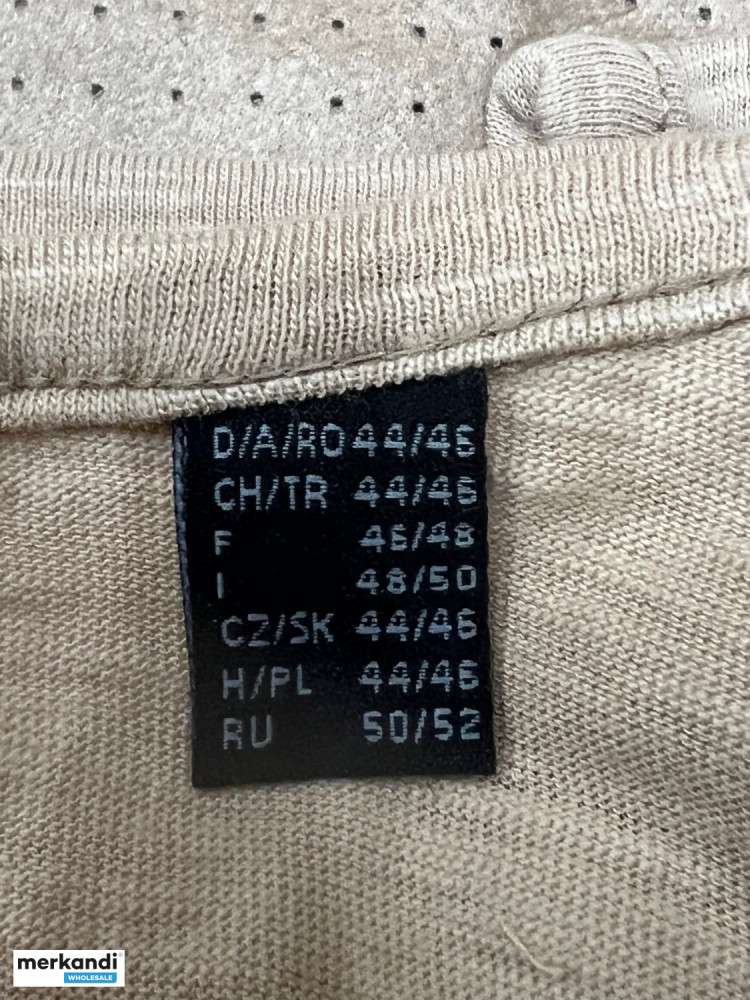 D/A/RO 44/46
CH/TR 44/46
F 46/48
I 48/50
CZ/SK 44/46
H/PL 44/46
RU 50/52
merkandi
WHOLESALE